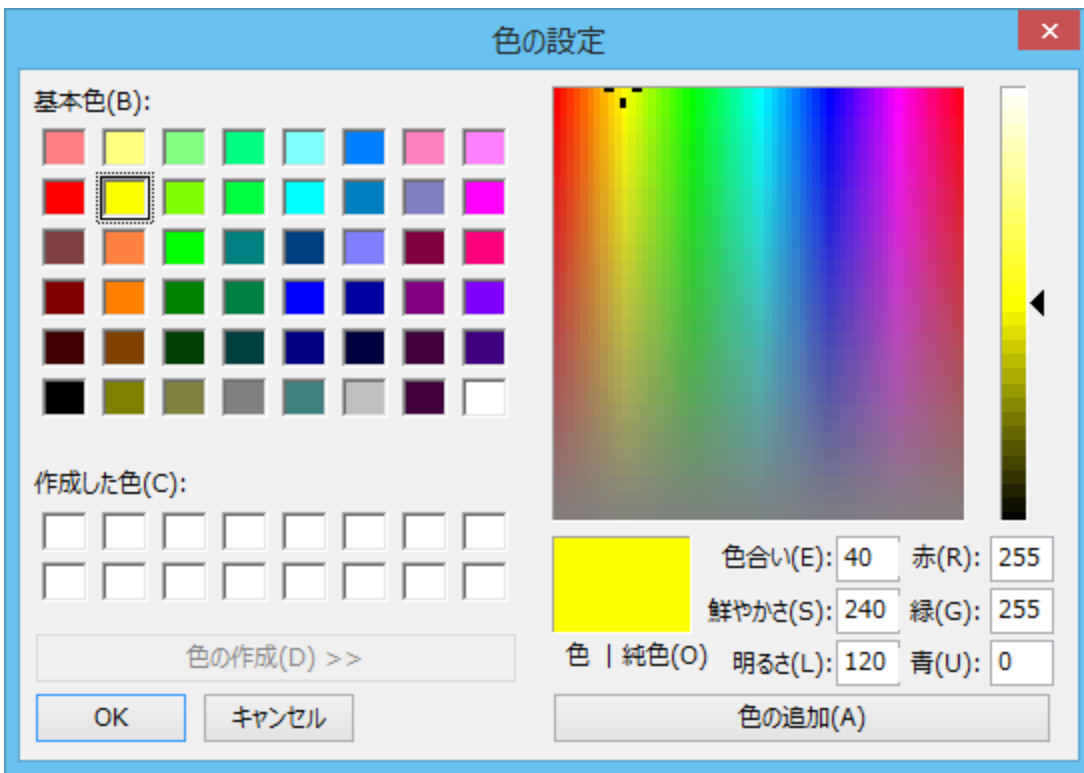 色の設定
基本色(B):
作成した色(C):
色の作成(D) >>
OK
キャンセル
色 | 純色(O)
色合い(E): 40 赤(R): 255
鮮やかさ(S): 240 緑(G): 255
明るさ(L): 120 青(U): 0
色の追加(A)